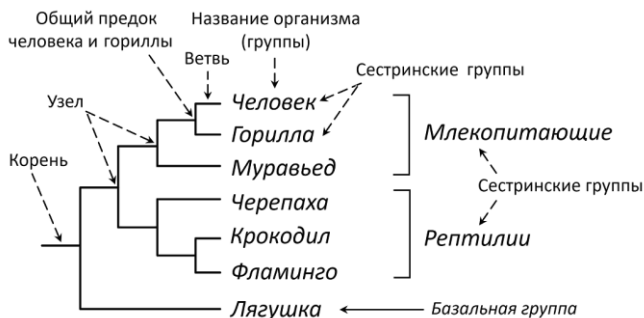 Общий предок
человека и гориллы
Название организма
(группы)
Ветвь
Сестринские группы
Узел
Человек
Горилла
Млекопитающие
Корень
Муравьед
Сестринские группы
Черепаха
Крокодил
Рептилии
Фламинго
Лягушка
Базальная группа